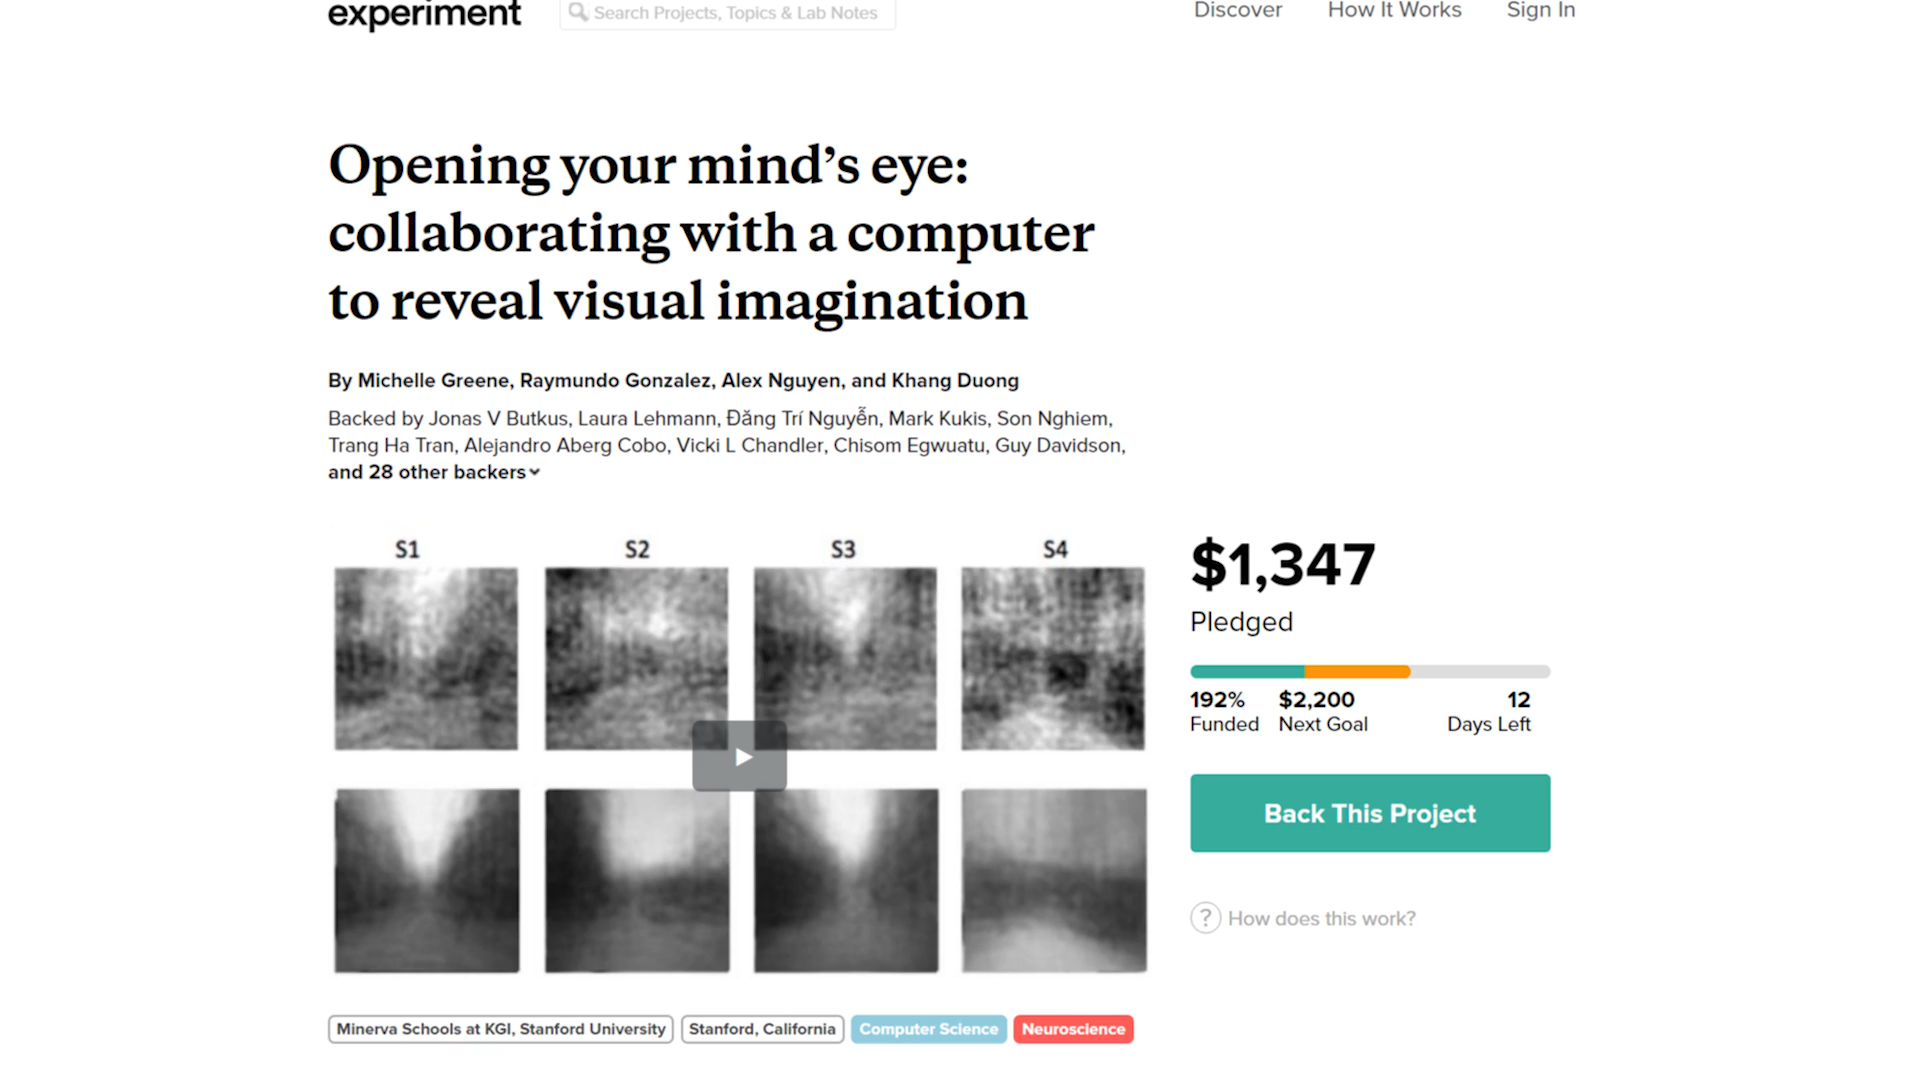 experiment
Search Projects, Topics & Lab Notes
Discover
How It Works
Sign In
Opening your mind’s eye:
collaborating with a computer
to reveal visual imagination
By Michelle Greene, Raymundo Gonzalez, Alex Nguyen, and Khang Duong
Backed by Jonas V Butkus, Laura Lehmann, Đăng Trí Nguyễn, Mark Kukis, Son Nghiem,
Trang Ha Tran, Alejandro Aberg Cobo, Vicki L Chandler, Chisom Egwuatu, Guy Davidson,
and 28 other backers
S1
S2
S3
S4
$1,347
Pledged
192%
$2,200
12
Funded
Next Goal
Days Left
Back This Project
? How does this work?
Minerva Schools at KGI, Stanford University
Stanford, California
Computer Science
Neuroscience